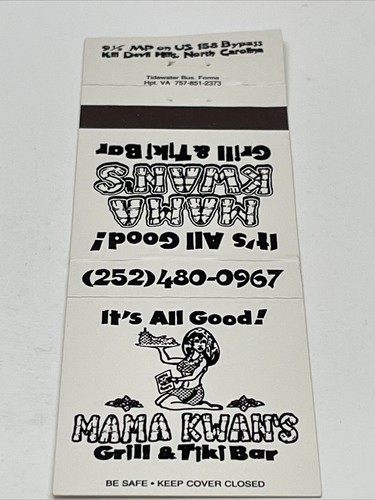 9½ MP on US 158 Bypass
Kill Devil Hills, North Carolina
Tidewater Bus. Forms
Hpt. VA 757-851-2373
It's All Good!
MAMA
KWAN'S
Grill & Tiki Bar
(252)480-0967
It's All Good!
MAMA KWAN'S
Grill & Tiki Bar
BE SAFE • KEEP COVER CLOSED